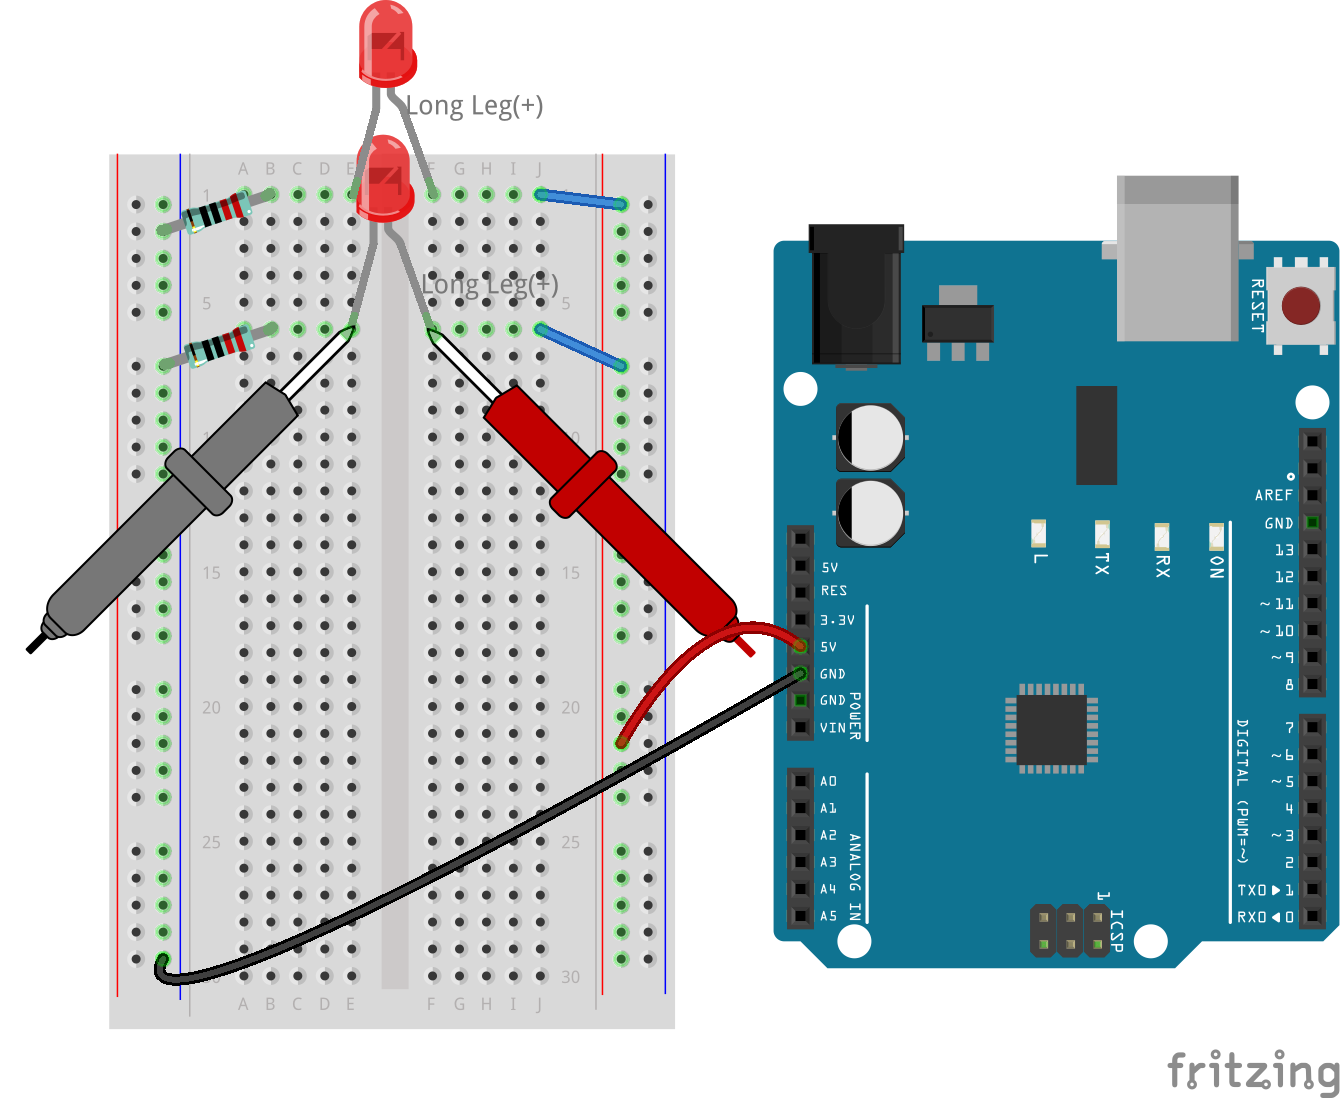 Long Leg(+)
A B C D E F G H I J
1
Long Leg(+)
5 5
15 15
20 20
25 25
30
A B C D E F G H I J
RESET
AREF
GND
13
12
~11
~10
~9
8
7
~6
~5
4
~3
2
TX0▶1
RX0◀0
DIGITAL (PWM=~)
L
TX
RX
ON
5V
RES
3.3V
5V
GND
GND
VIN
POWER
A0
A1
A2
A3
A4
A5
ANALOG IN
1
ICSP
fritzing